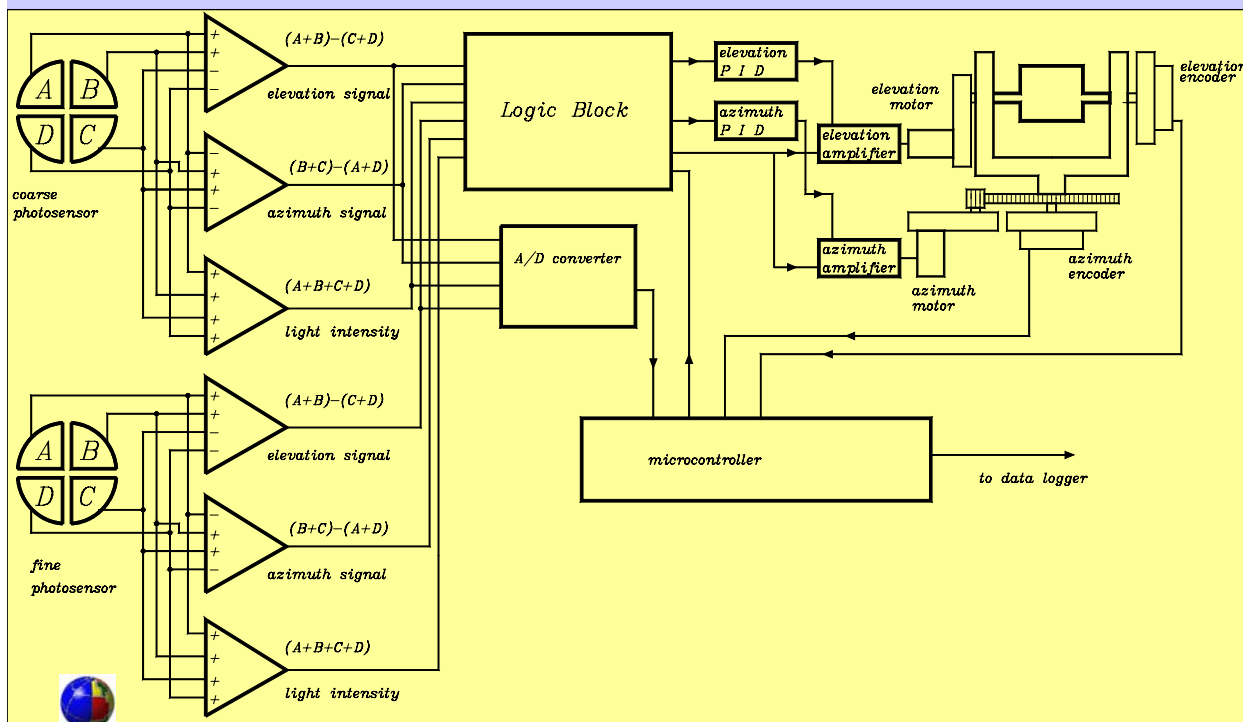 (A+B)−(C+D)
+
+
−
−
elevation signal
A B
D C
coarse
photosensor
(B+C)−(A+D)
−
+
+
−
azimuth signal
(A+B+C+D)
+
+
+
+
light intensity
Logic Block
A/D converter
elevation
P I D
azimuth
P I D
elevation
amplifier
azimuth
amplifier
elevation
motor
elevation
encoder
azimuth
encoder
azimuth
motor
(A+B)−(C+D)
+
+
−
−
elevation signal
A B
D C
fine
photosensor
(B+C)−(A+D)
−
+
+
−
azimuth signal
(A+B+C+D)
+
+
+
+
light intensity
microcontroller
to data logger